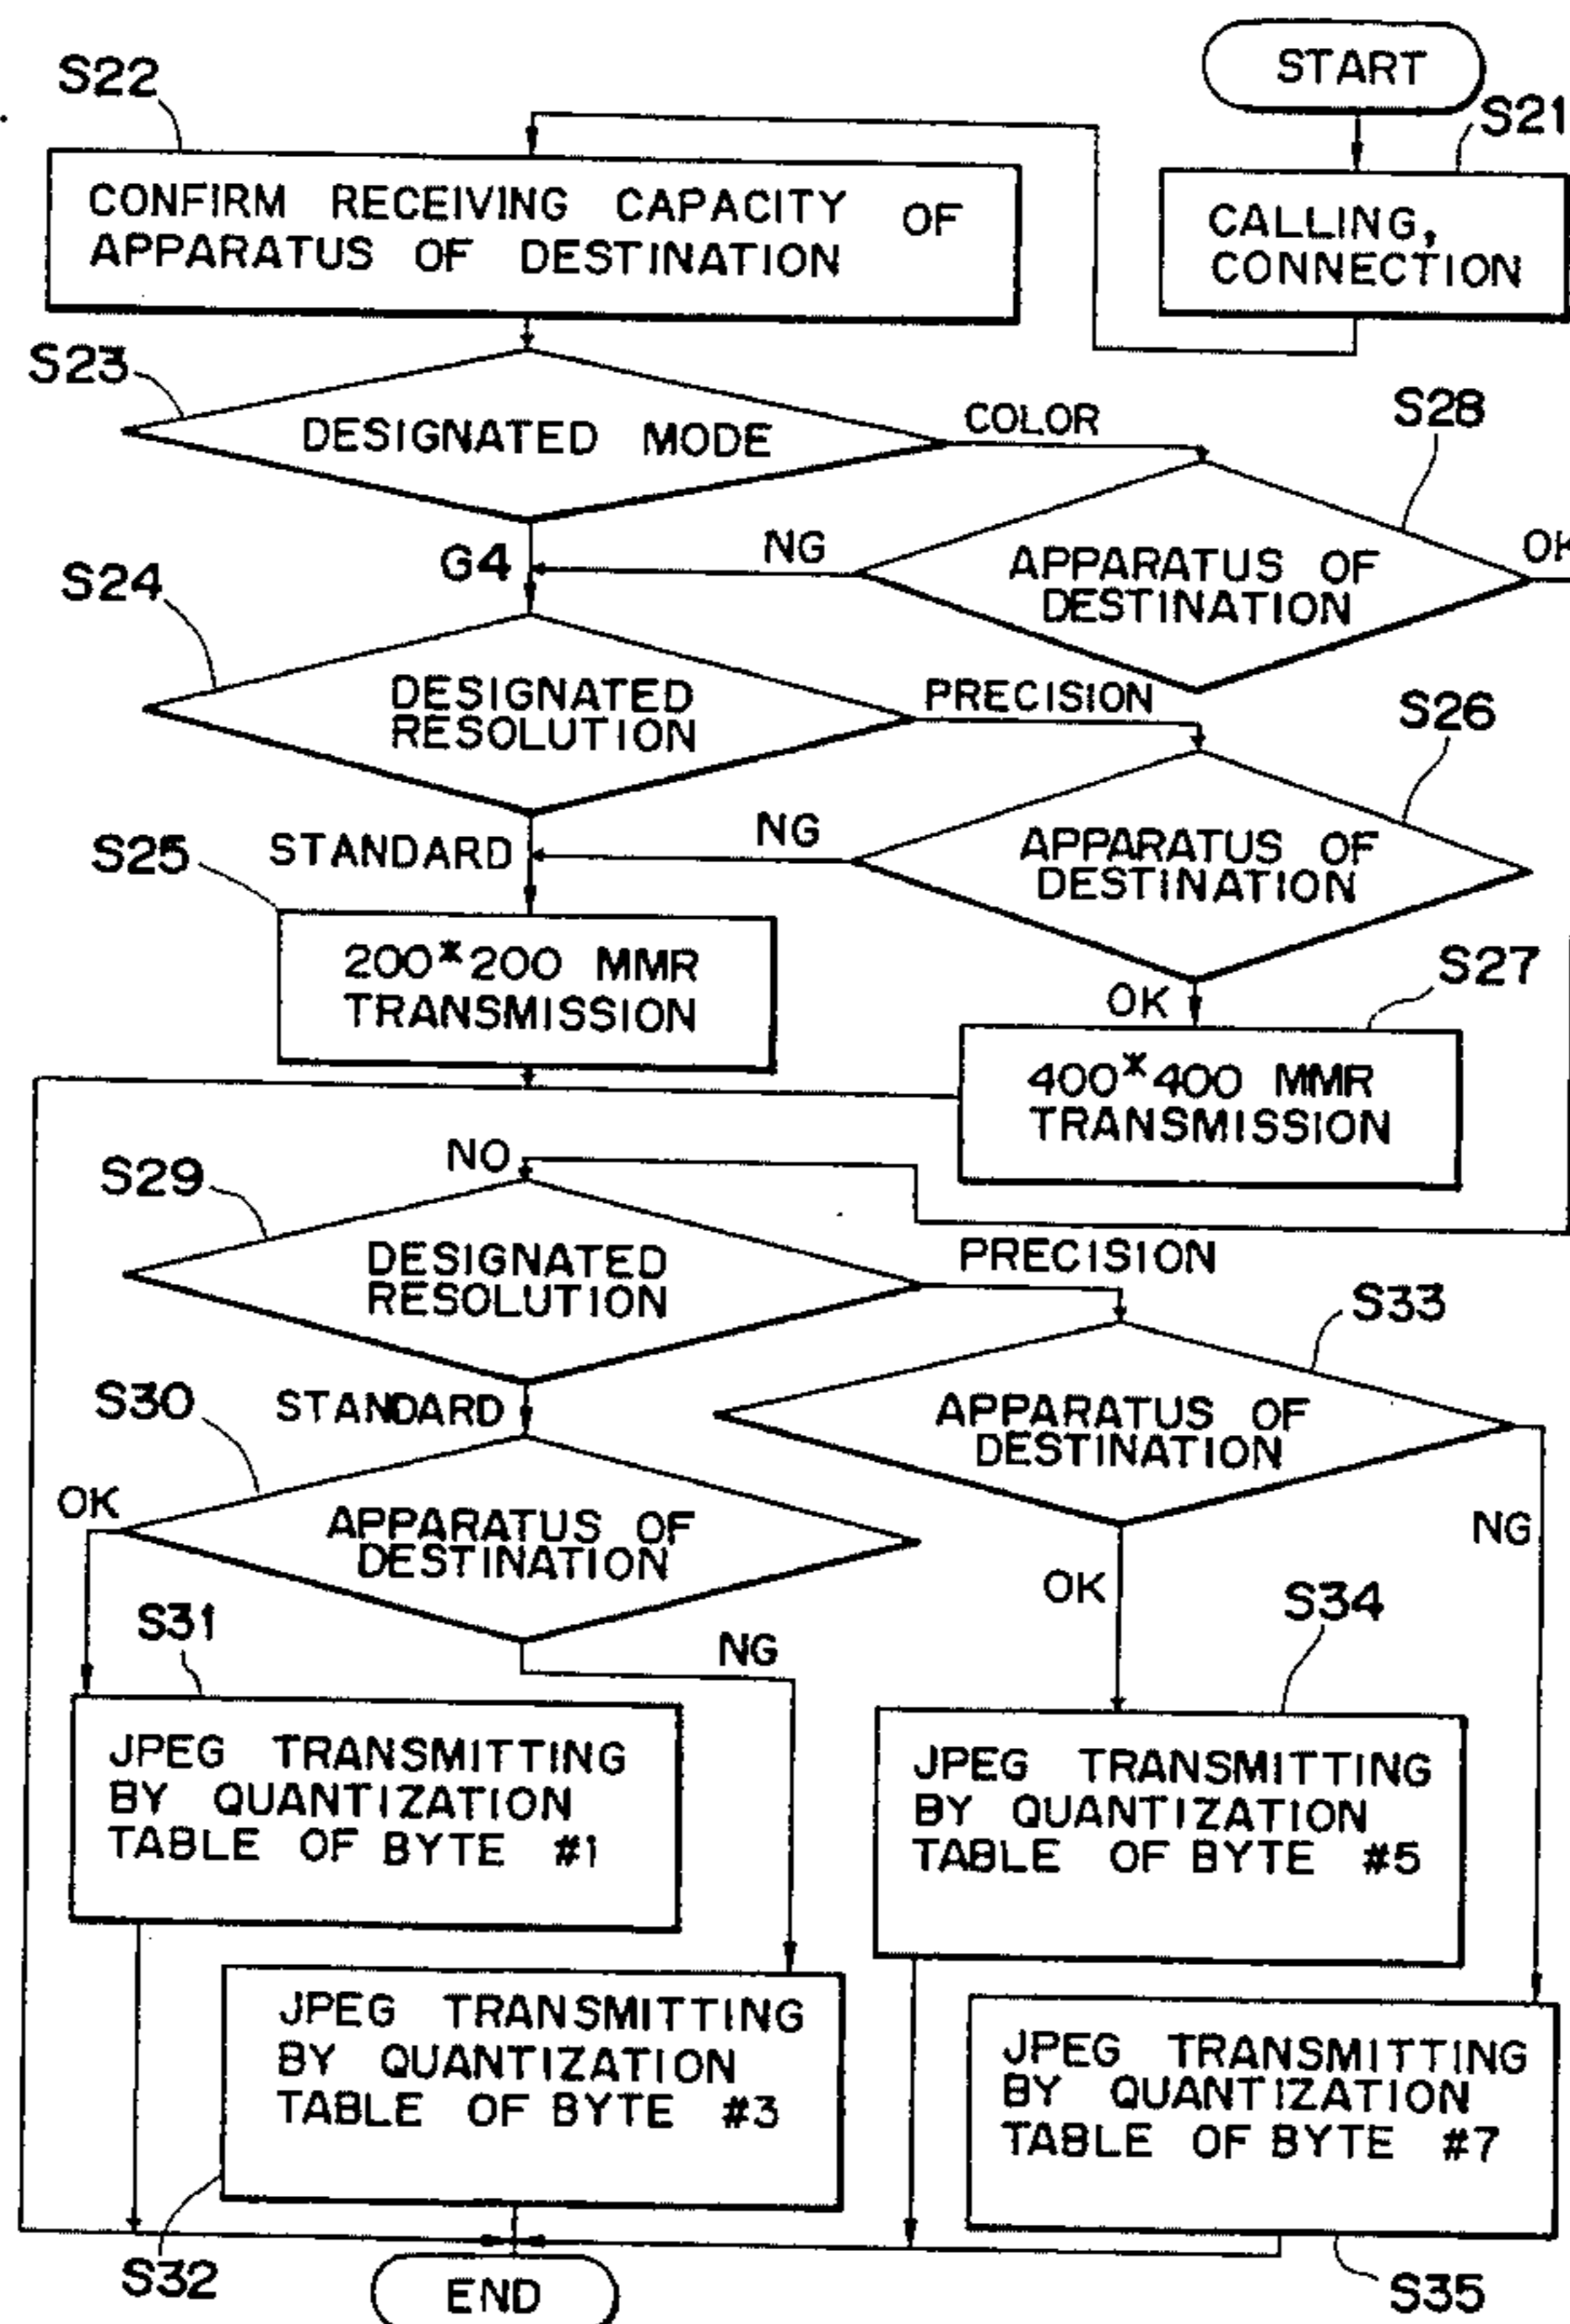 START
S21
CALLING,
CONNECTION
S22
CONFIRM RECEIVING CAPACITY OF
APPARATUS OF DESTINATION
S23
DESIGNATED MODE
COLOR
S28
G4
NG
APPARATUS OF
DESTINATION
OK
S24
DESIGNATED
RESOLUTION
PRECISION
S26
STANDARD
NG
APPARATUS OF
DESTINATION
S25
200*200 MMR
TRANSMISSION
OK
S27
400*400 MMR
TRANSMISSION
NO
S29
DESIGNATED
RESOLUTION
PRECISION
S33
STANDARD
APPARATUS OF
DESTINATION
S30
OK
APPARATUS OF
DESTINATION
NG
OK
NG
S31
JPEG TRANSMITTING
BY QUANTIZATION
TABLE OF BYTE #1
S34
JPEG TRANSMITTING
BY QUANTIZATION
TABLE OF BYTE #5
JPEG TRANSMITTING
BY QUANTIZATION
TABLE OF BYTE #3
S32
JPEG TRANSMITTING
BY QUANTIZATION
TABLE OF BYTE #7
S35
END